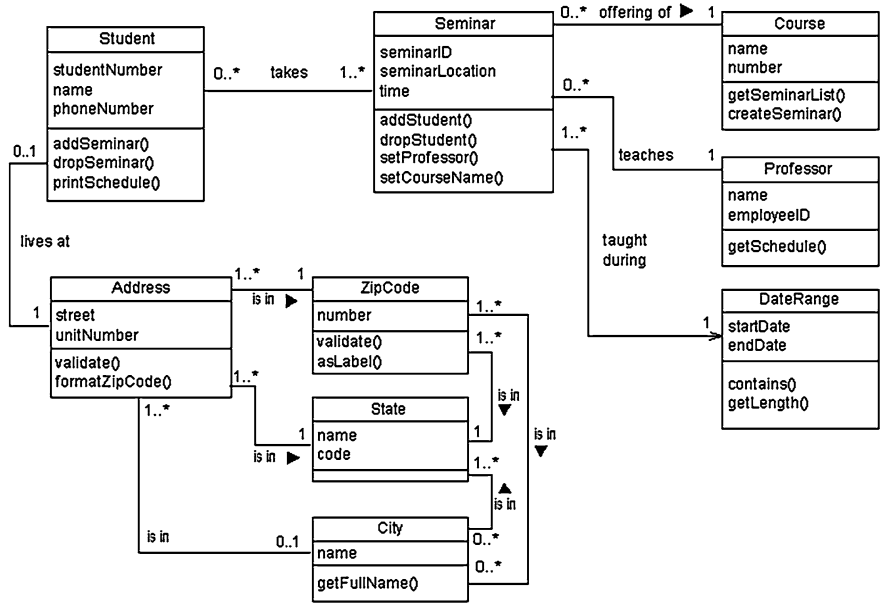 Student
studentNumber
name
phoneNumber
addSeminar()
dropSeminar()
printSchedule()
0..* takes 1..*
Seminar
seminarID
seminarLocation
time
addStudent()
dropStudent()
setProfessor()
setCourseName()
0..* offering of 1
Course
name
number
getSeminarList()
createSeminar()
0..*
teaches 1
Professor
name
employeeID
getSchedule()
1..*
taught
during
1
DateRange
startDate
endDate
contains()
getLength()
0..1
lives at
1
Address
street
unitNumber
validate()
formatZipCode()
1..* 1
is in
ZipCode
number
validate()
asLabel()
1..*
1..*
is in
is in
1..*
1
is in
State
name
code
1
1..*
is in
1..*
is in
0..1
City
name
getFullName()
0..*
0..*